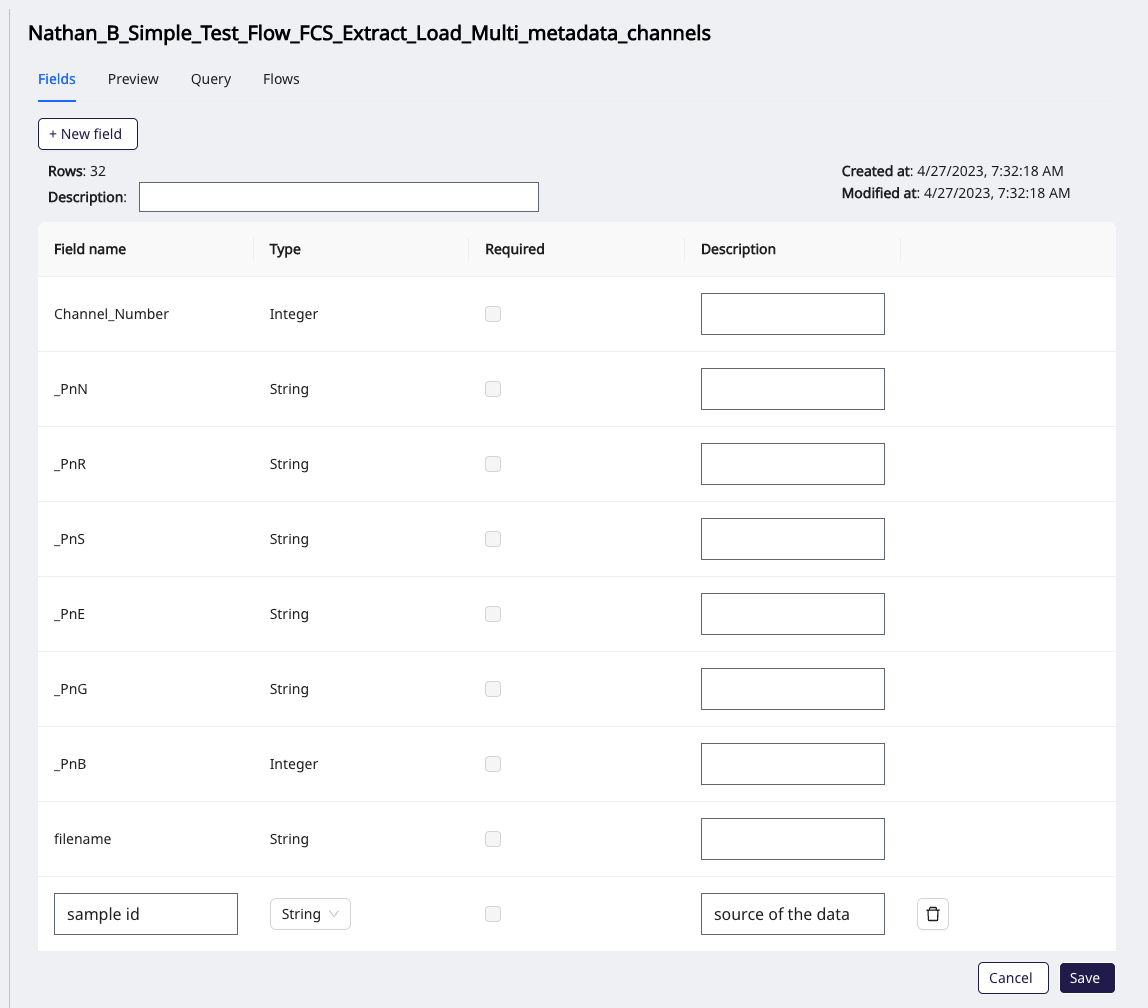 Nathan_B_Simple_Test_Flow_FCS_Extract_Load_Multi_metadata_channels
Fields Preview Query Flows
+ New field
Rows: 32 Created at: 4/27/2023, 7:32:18 AM
Description: Modified at: 4/27/2023, 7:32:18 AM
Field name Type Required Description
Channel_Number Integer
_PnN String
_PnR String
_PnS String
_PnE String
_PnG String
_PnB Integer
filename String
sample id String source of the data
Cancel Save